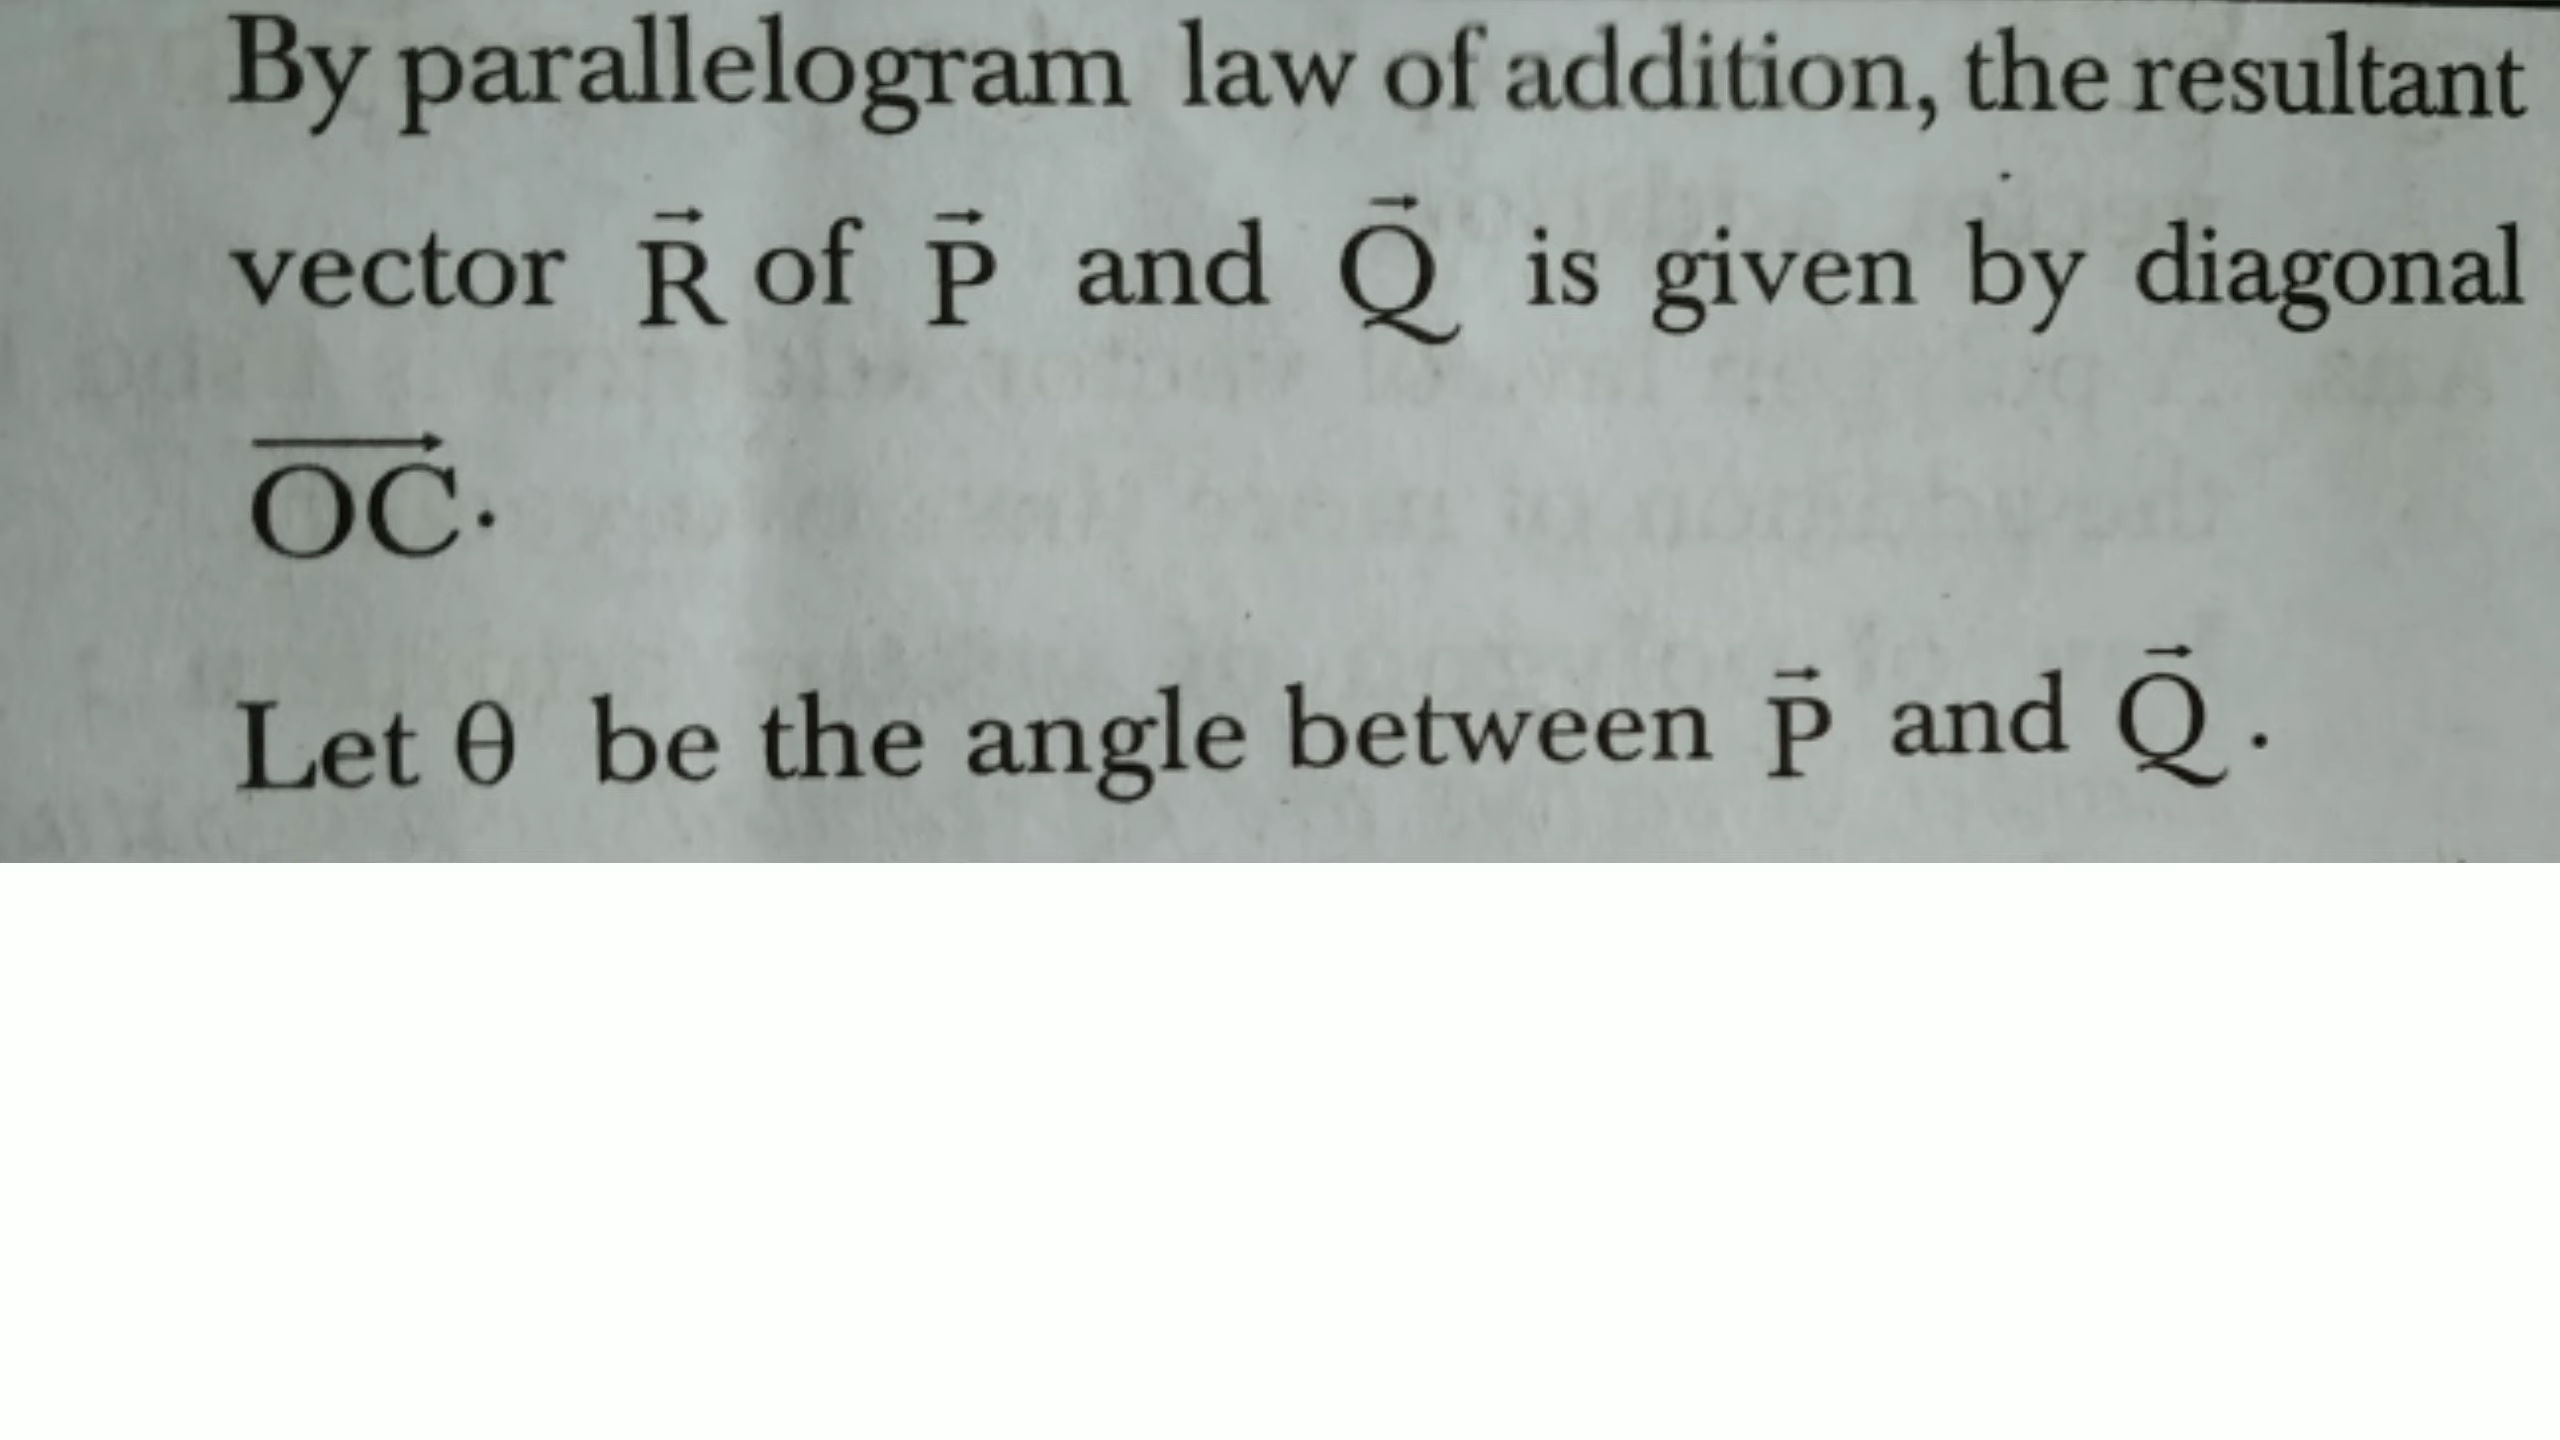 By parallelogram law of addition, the resultant
vector R⃗ of P⃗ and Q⃗ is given by diagonal
O⃗C⃗.
Let θ be the angle between P⃗ and Q⃗.